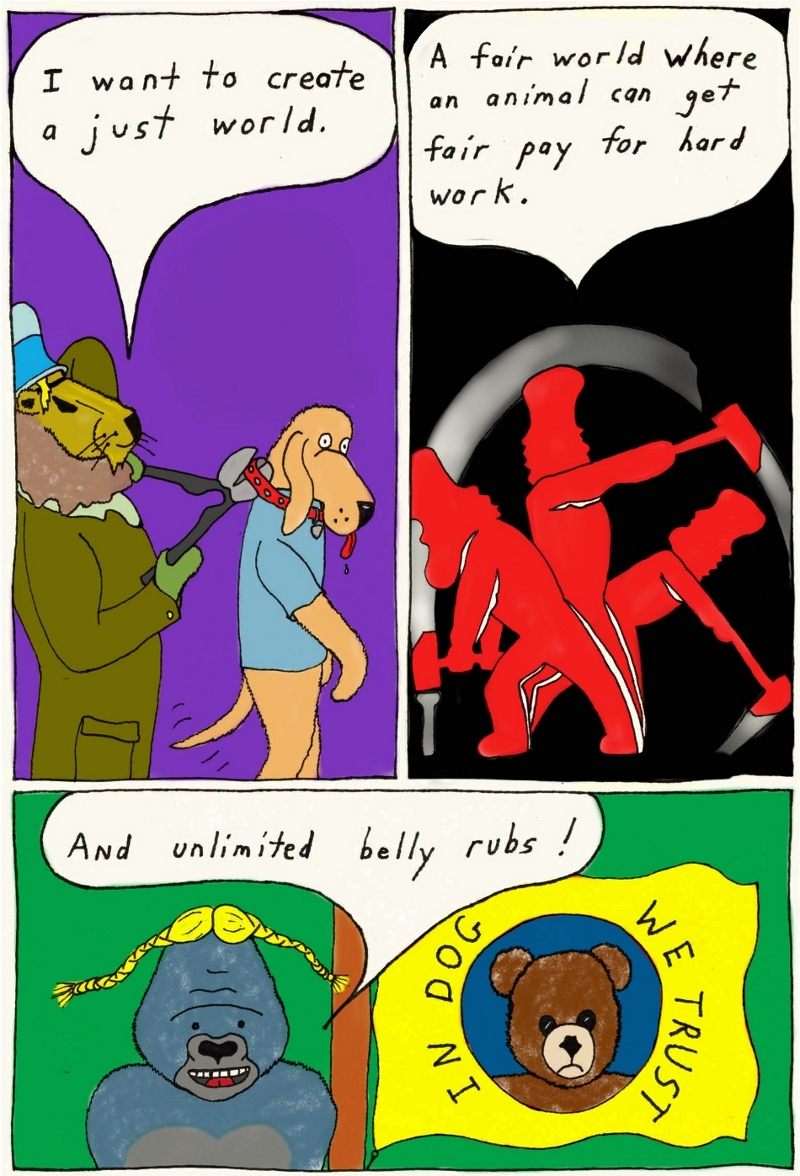 I want to create
a just world.
A fair world where
an animal can get
fair pay for hard
work.
And unlimited belly rubs!
IN DOG
WE TRUST